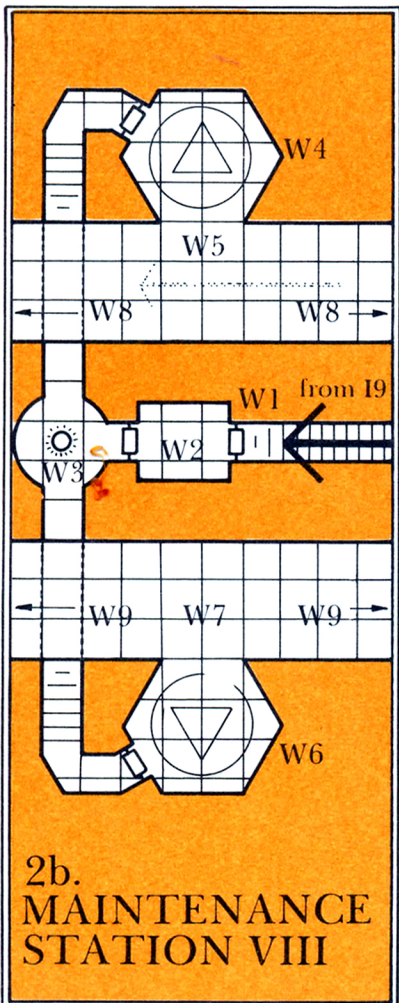 W4
W5
W8 W8
W1 from I9
W2
W3
W9 W7 W9
W6
2b.
MAINTENANCE
STATION VIII